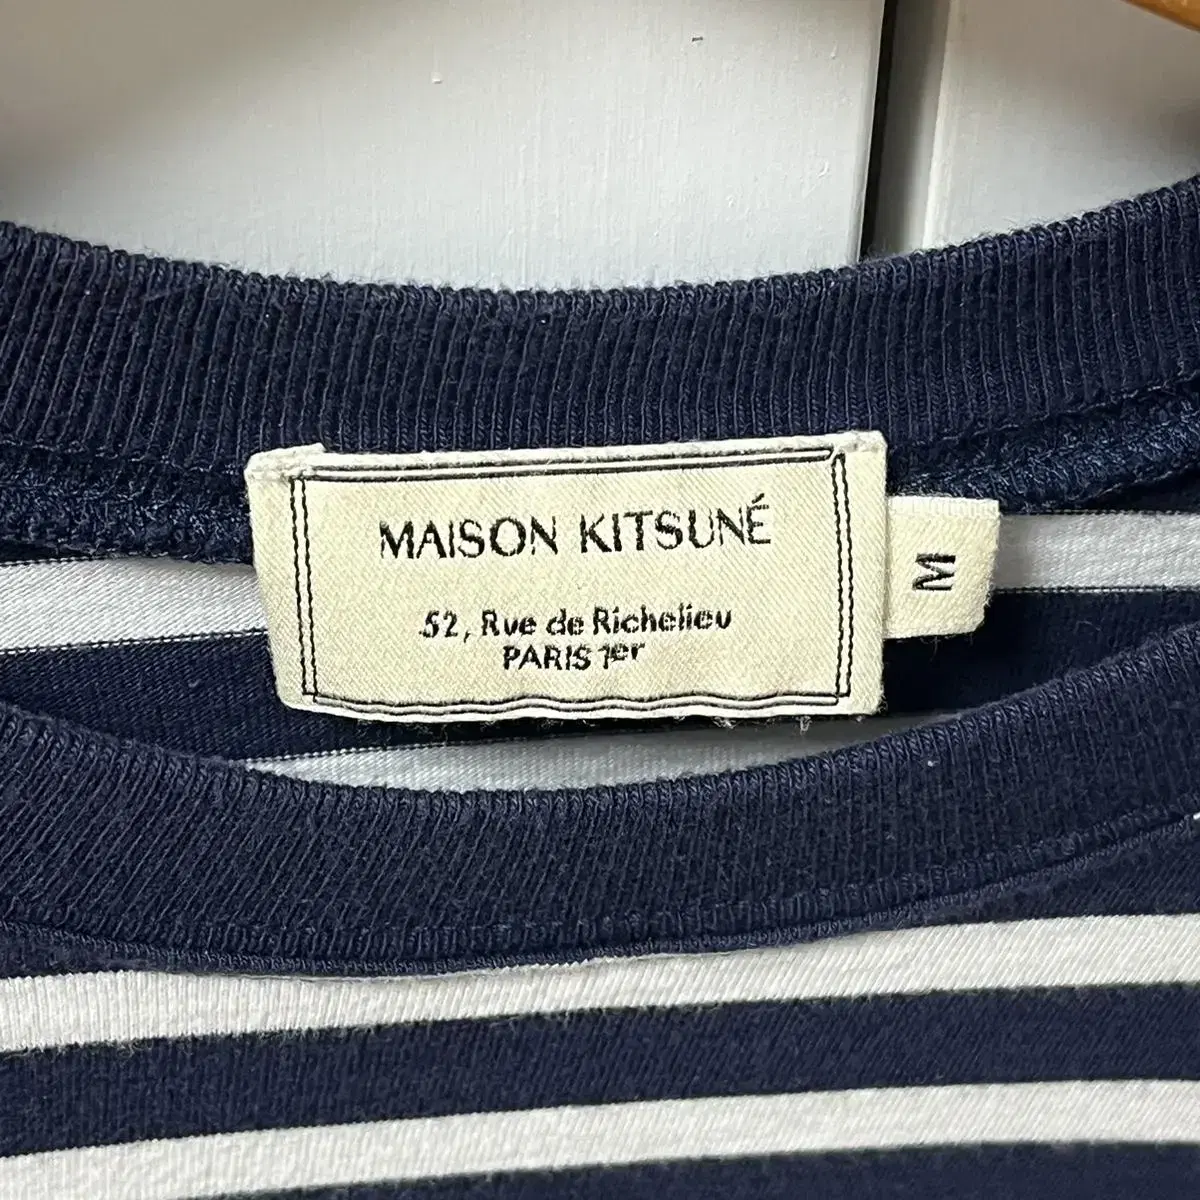 MAISON KITSUNÉ
M
52, Rue de Richelieu
PARIS 1er